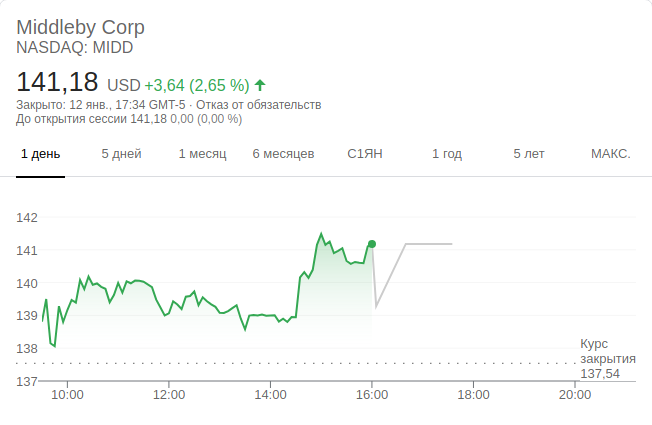 Middleby Corp
NASDAQ: MIDD
141,18 USD +3,64 (2,65 %)
Закрыто: 12 янв., 17:34 GMT-5 · Отказ от обязательств
До открытия сессии 141,18 0,00 (0,00 %)
1 день 5 дней 1 месяц 6 месяцев С1ЯН 1 год 5 лет МАКС.
142
141
140
139
138
137
Курс
закрытия
137,54
10:00 12:00 14:00 16:00 18:00 20:00